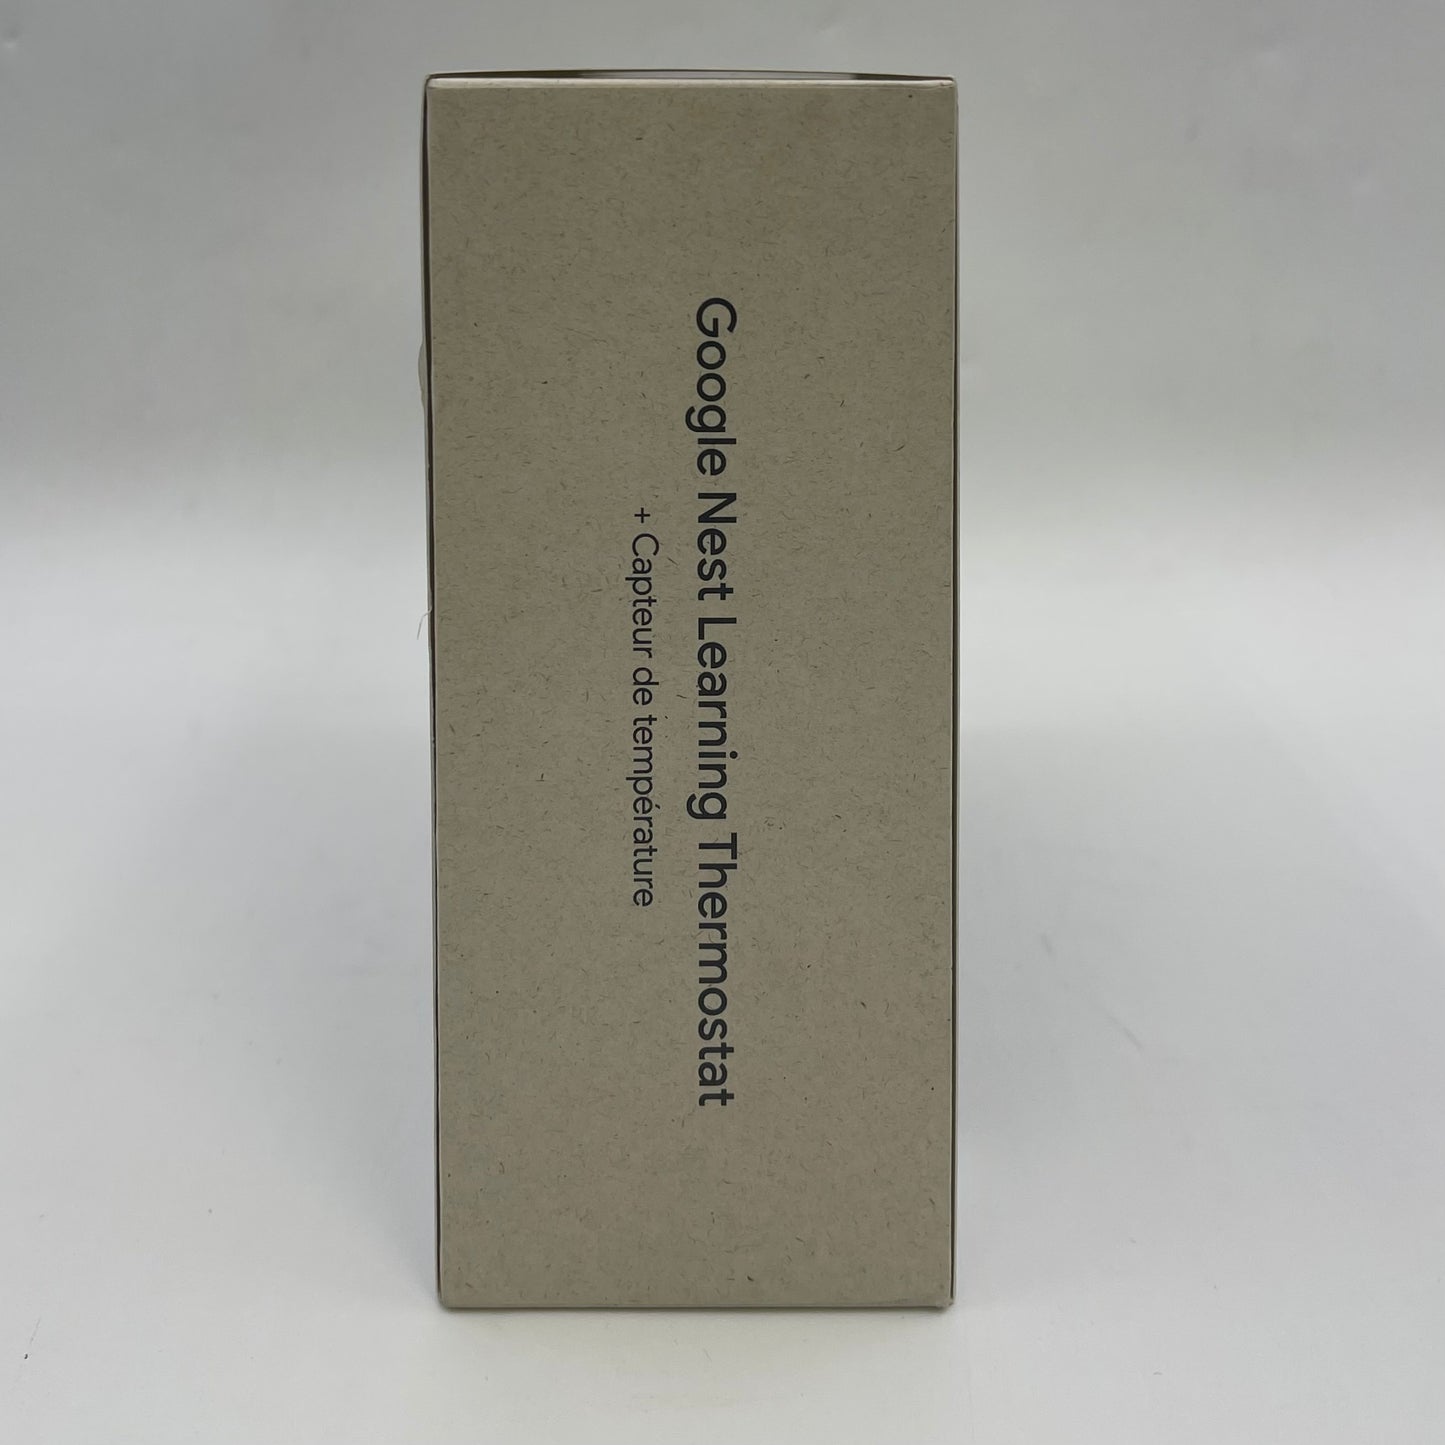 Google Nest Learning Thermostat
+ Capteur de température